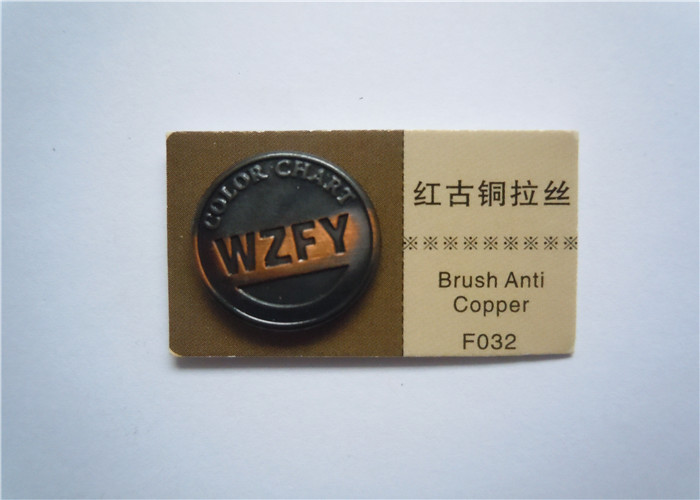 COLOR CHART
WZFY
红古铜拉丝
※※※※※※※※※
Brush Anti
Copper
F032